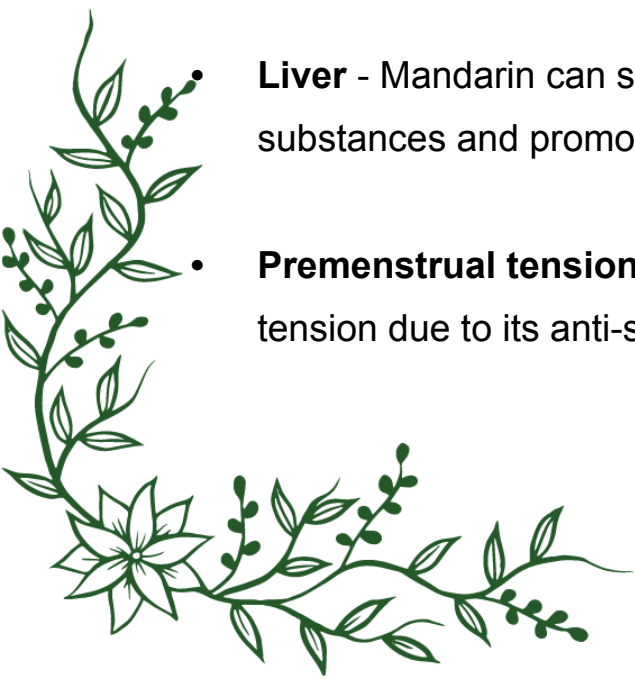 • Liver - Mandarin can s
substances and promo
• Premenstrual tension
tension due to its anti-s